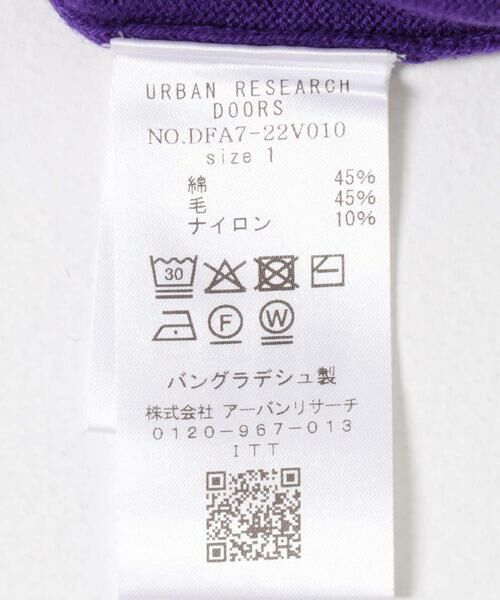 URBAN RESEARCH
DOORS
NO.DFA7-22V010
size 1
綿 45%
毛 45%
ナイロン 10%
30
F W
バングラデシュ製
株式会社 アーバンリサーチ
0120-967-013
ITT